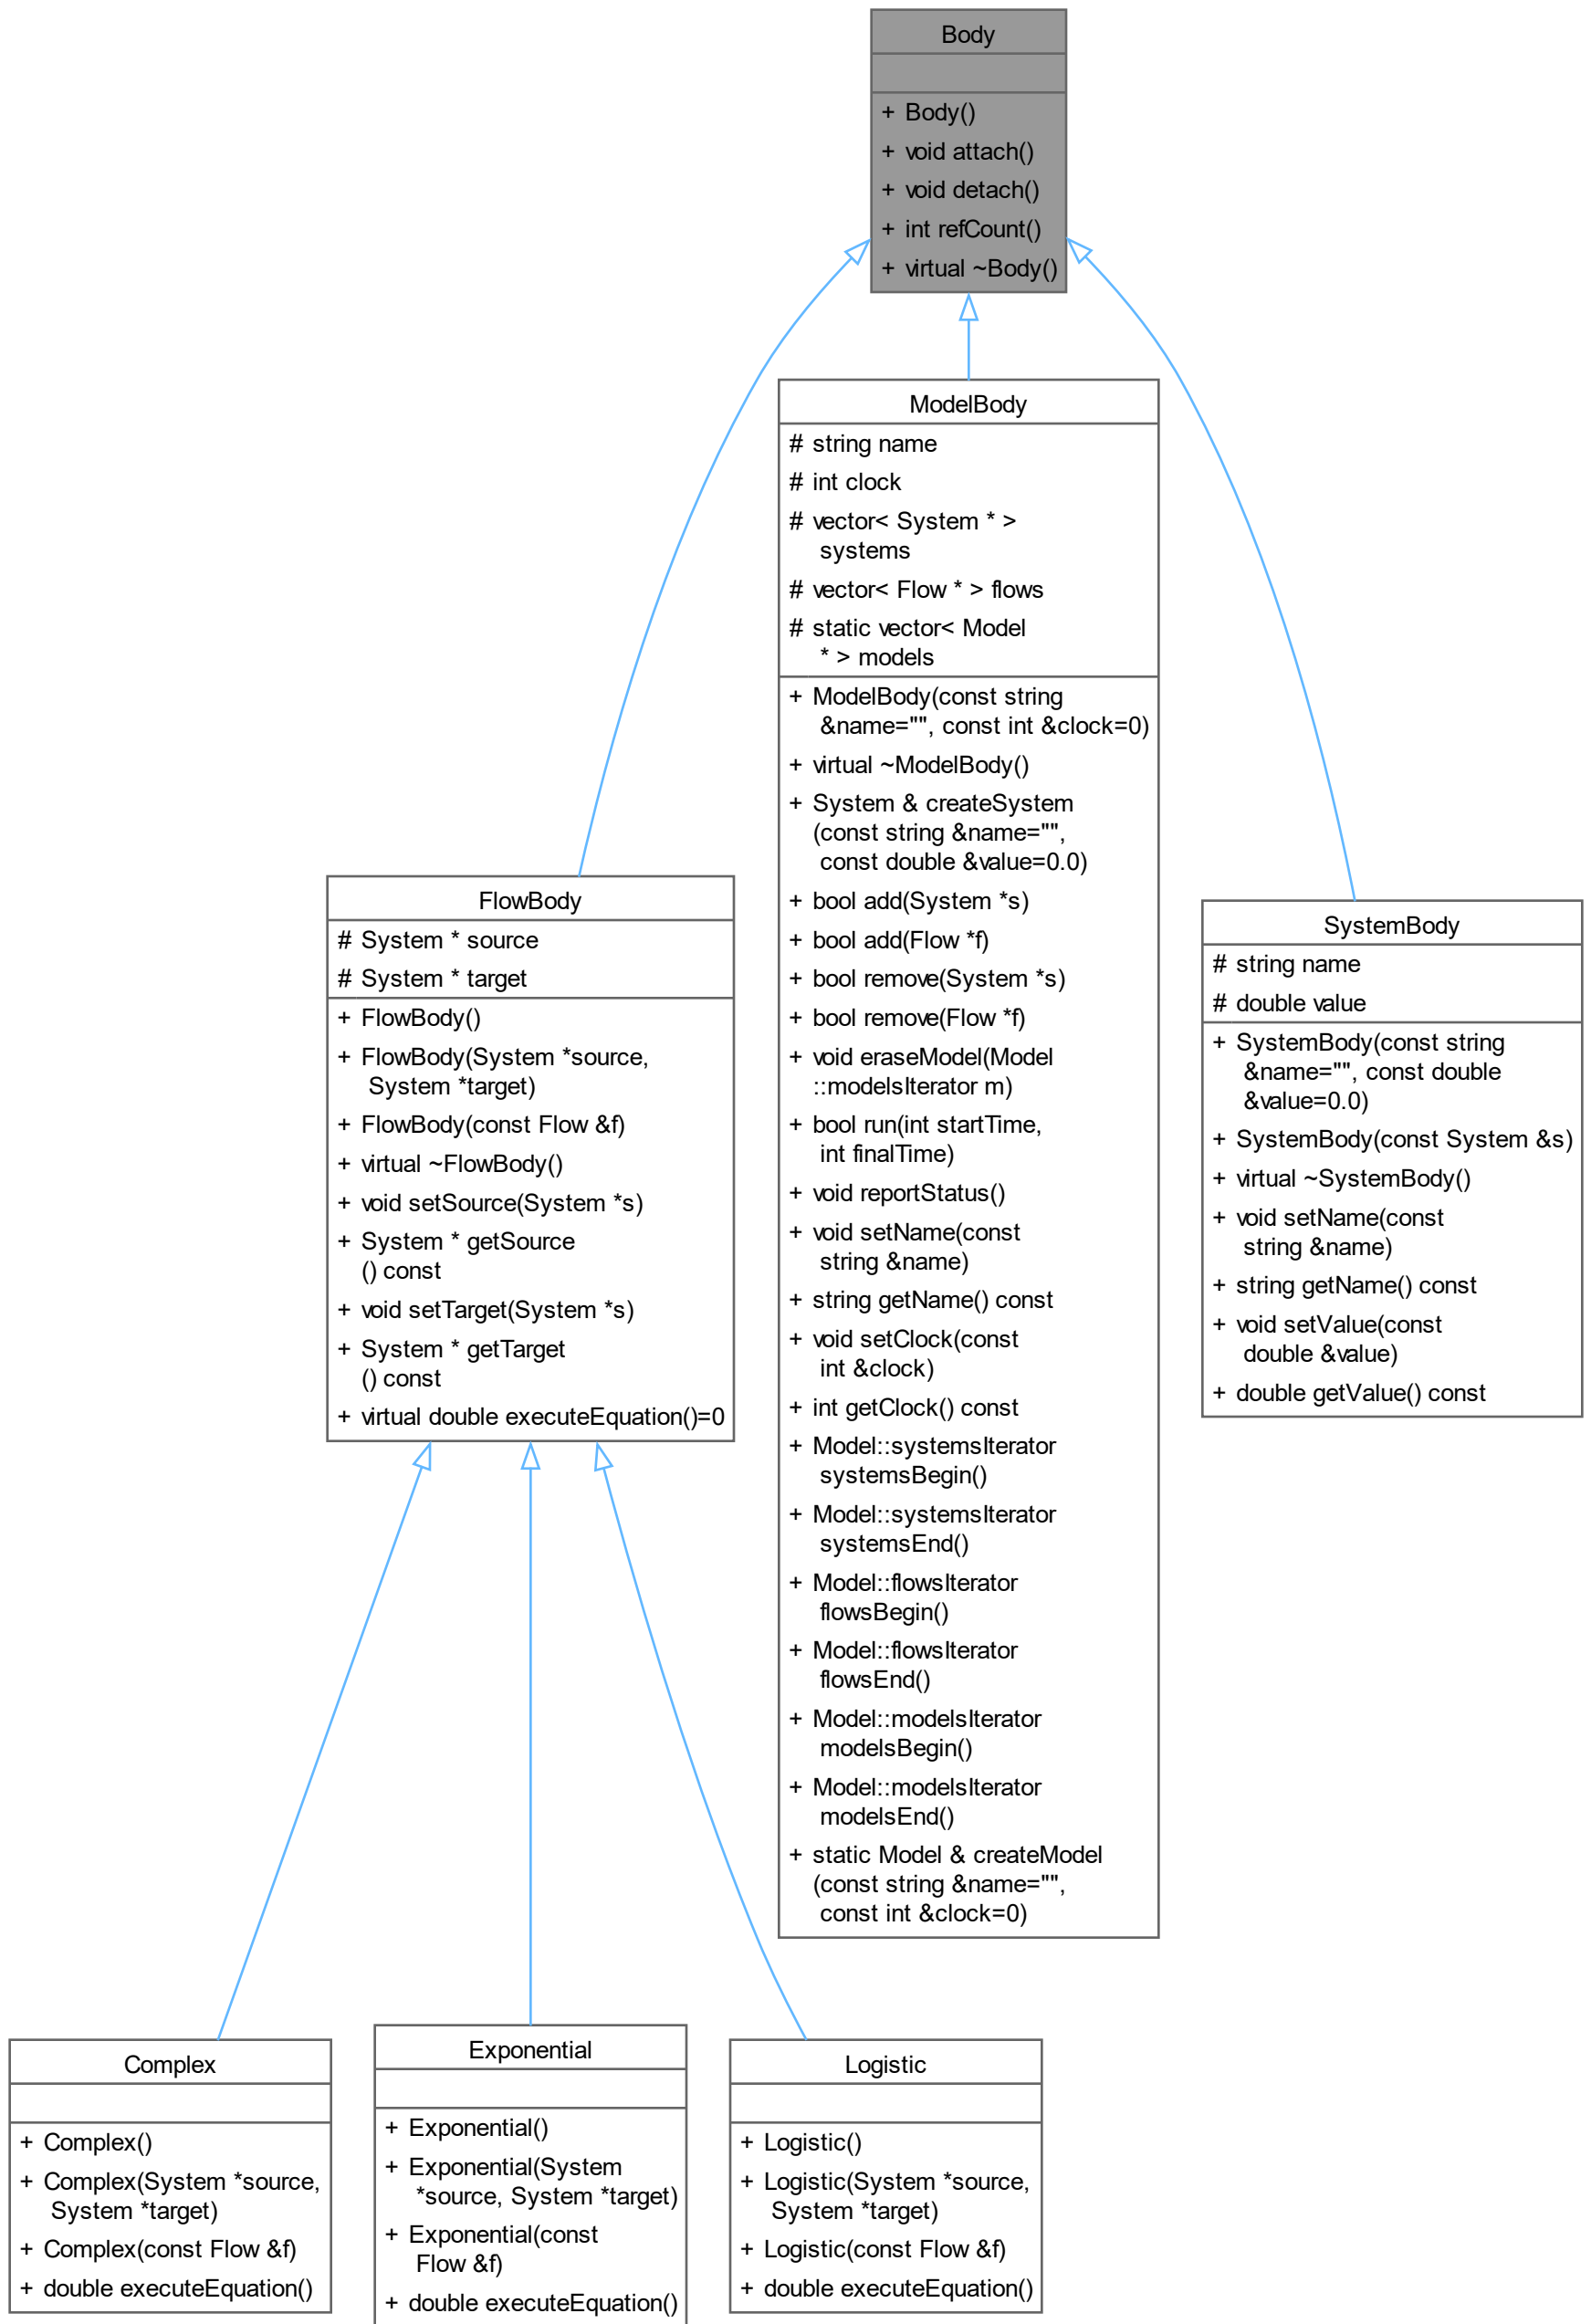 Body
+ Body()
+ void attach()
+ void detach()
+ int refCount()
+ virtual ~Body()
ModelBody
# string name
# int clock
# vector< System * >
systems
# vector< Flow * > flows
# static vector< Model
* > models
+ ModelBody(const string
&name="", const int &clock=0)
+ virtual ~ModelBody()
+ System & createSystem
(const string &name="",
const double &value=0.0)
+ bool add(System *s)
+ bool add(Flow *f)
+ bool remove(System *s)
+ bool remove(Flow *f)
+ void eraseModel(Model
::modelsIterator m)
+ bool run(int startTime,
int finalTime)
+ void reportStatus()
+ void setName(const
string &name)
+ string getName() const
+ void setClock(const
int &clock)
+ int getClock() const
+ Model::systemsIterator
systemsBegin()
+ Model::systemsIterator
systemsEnd()
+ Model::flowsIterator
flowsBegin()
+ Model::flowsIterator
flowsEnd()
+ Model::modelsIterator
modelsBegin()
+ Model::modelsIterator
modelsEnd()
+ static Model & createModel
(const string &name="",
const int &clock=0)
FlowBody
# System * source
# System * target
+ FlowBody()
+ FlowBody(System *source,
System *target)
+ FlowBody(const Flow &f)
+ virtual ~FlowBody()
+ void setSource(System *s)
+ System * getSource
() const
+ void setTarget(System *s)
+ System * getTarget
() const
+ virtual double executeEquation()=0
SystemBody
# string name
# double value
+ SystemBody(const string
&name="", const double
&value=0.0)
+ SystemBody(const System &s)
+ virtual ~SystemBody()
+ void setName(const
string &name)
+ string getName() const
+ void setValue(const
double &value)
+ double getValue() const
Complex
+ Complex()
+ Complex(System *source,
System *target)
+ Complex(const Flow &f)
+ double executeEquation()
Exponential
+ Exponential()
+ Exponential(System
*source, System *target)
+ Exponential(const
Flow &f)
+ double executeEquation()
Logistic
+ Logistic()
+ Logistic(System *source,
System *target)
+ Logistic(const Flow &f)
+ double executeEquation()